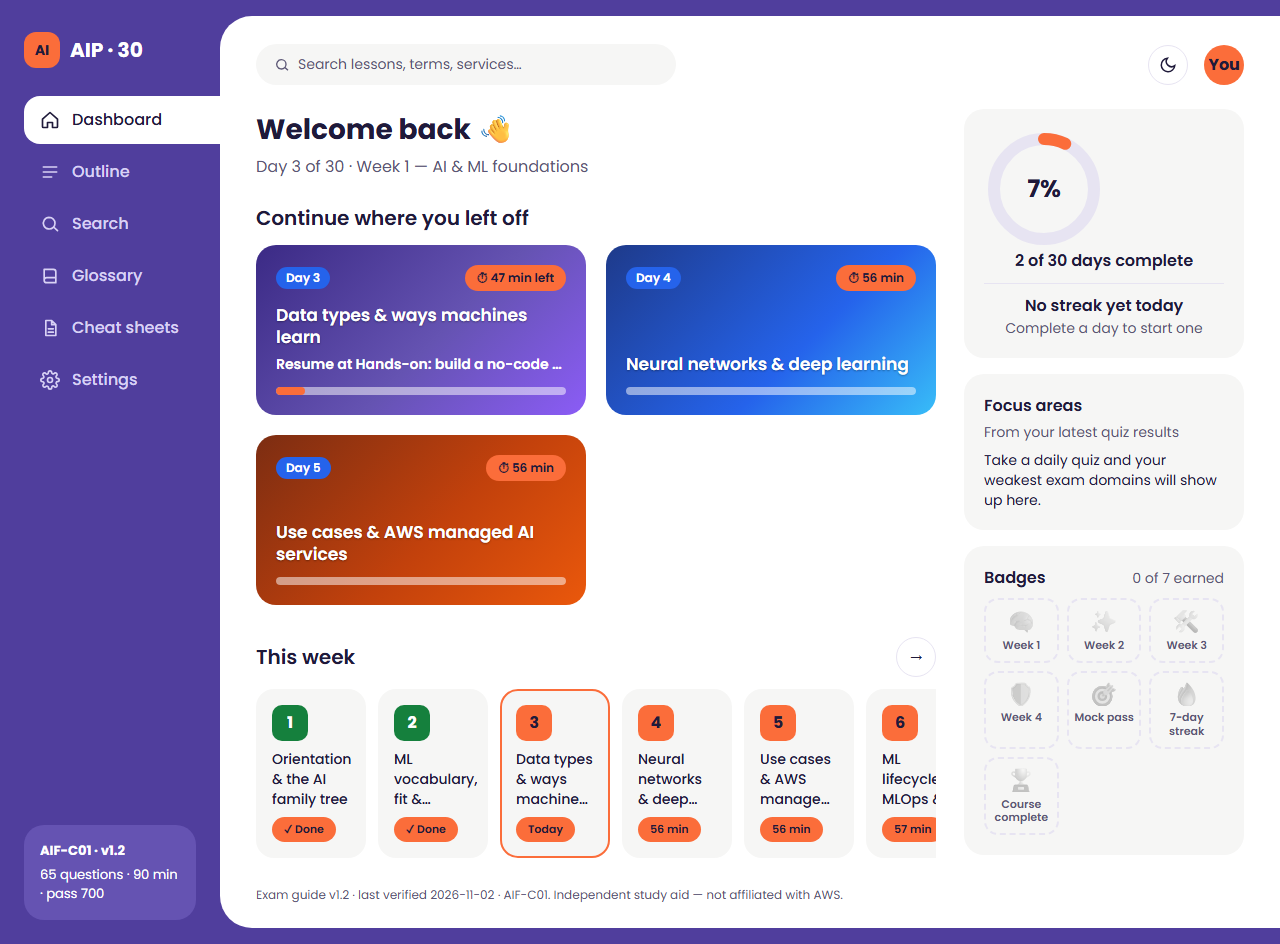 AI
AIP · 30
Dashboard
Outline
Search
Glossary
Cheat sheets
Settings
AIF-C01 · v1.2
65 questions · 90 min
· pass 700
Search lessons, terms, services...
You
Welcome back 👋
Day 3 of 30 · Week 1 — AI & ML foundations
Continue where you left off
Day 3
⏱ 47 min left
Data types & ways machines
learn
Resume at Hands-on: build a no-code ...
Day 4
⏱ 56 min
Neural networks & deep learning
Day 5
⏱ 56 min
Use cases & AWS managed AI
services
This week
→
1
Orientation
& the AI
family tree
✓ Done
2
ML
vocabulary,
fit &...
✓ Done
3
Data types
& ways
machine...
Today
4
Neural
networks
& deep...
56 min
5
Use cases
& AWS
manage...
56 min
6
ML
lifecycle
MLOps &
57 min
Exam guide v1.2 · last verified 2026-11-02 · AIF-C01. Independent study aid — not affiliated with AWS.
7%
2 of 30 days complete
No streak yet today
Complete a day to start one
Focus areas
From your latest quiz results
Take a daily quiz and your
weakest exam domains will show
up here.
Badges
0 of 7 earned
Week 1
Week 2
Week 3
Week 4
Mock pass
7-day
streak
Course
complete